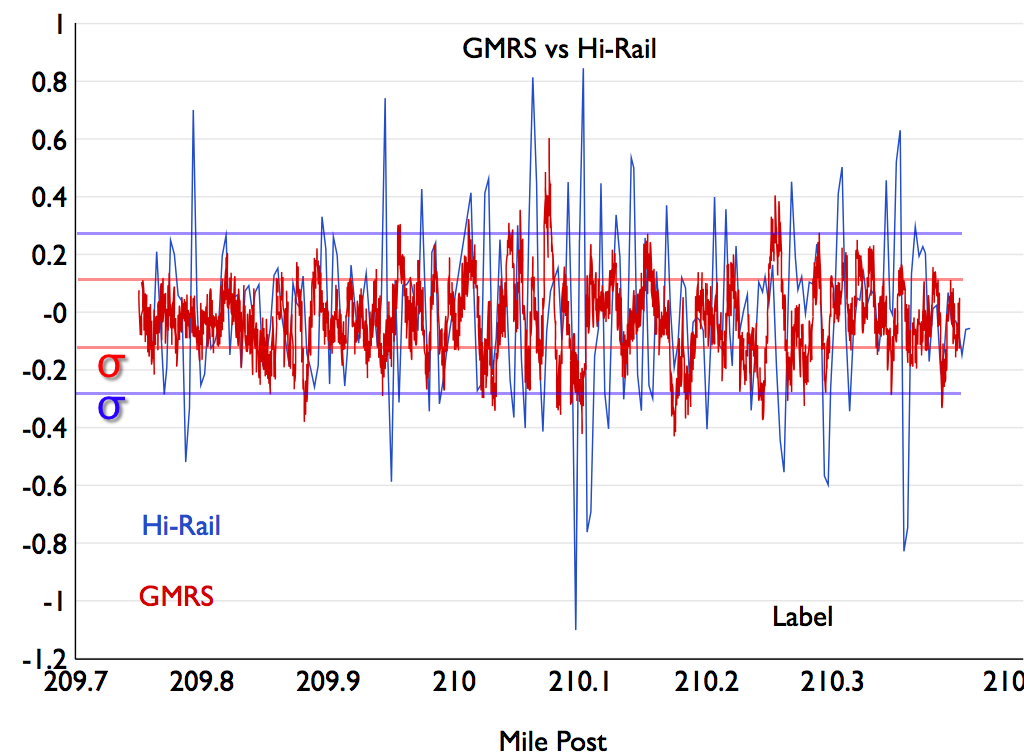 1
GMRS vs Hi-Rail
0.8
0.6
0.4
0.2
-0
-0.2
σ
σ
-0.4
-0.6
Hi-Rail
-0.8
GMRS
-1
Label
-1.2
209.7 209.8 209.9 210 210.1 210.2 210.3 210
Mile Post